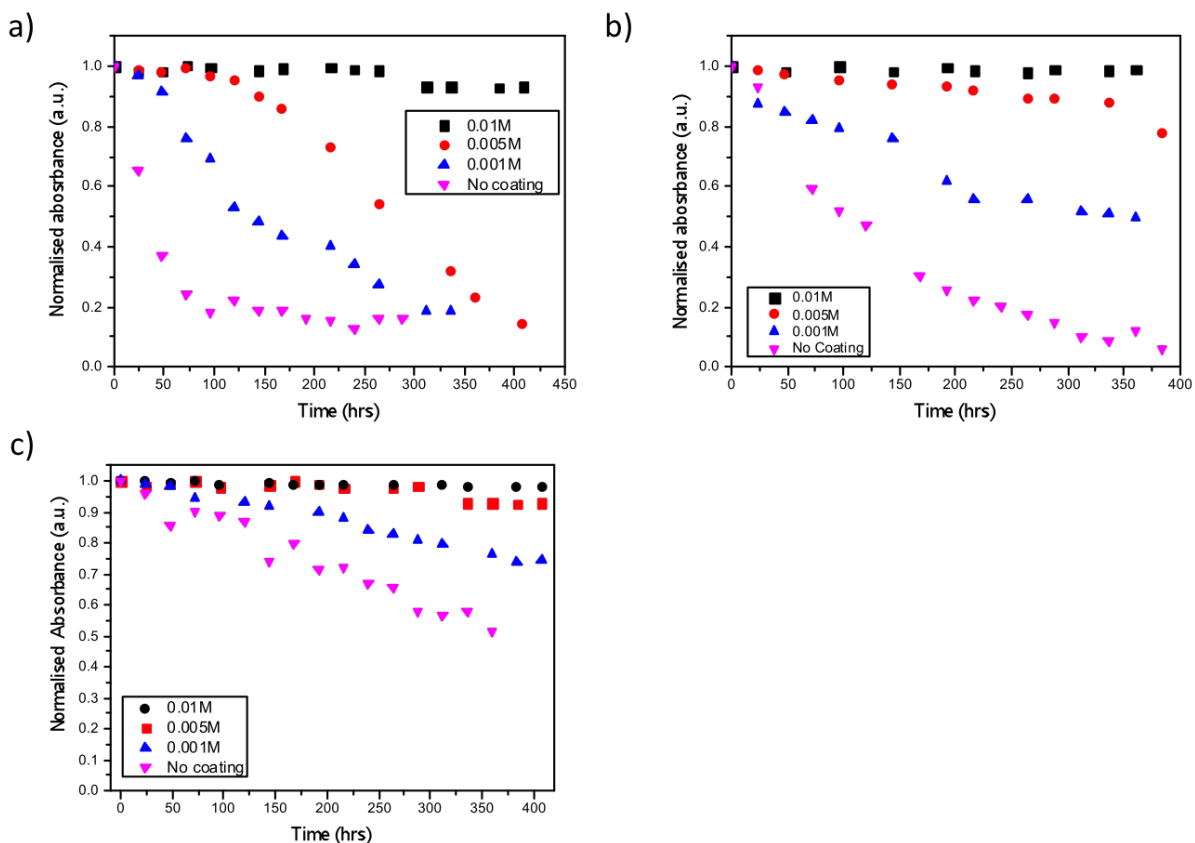 a)
Normalised abosrbance (a.u.)
1.0
0.8
0.6
0.4
0.2
0.0
0.01M
0.005M
0.001M
No coating
0 50 100 150 200 250 300 350 400 450
Time (hrs)
b)
Normalised abosrbance (a.u.)
1.0
0.8
0.6
0.4
0.2
0.0
0.01M
0.005M
0.001M
No Coating
0 50 100 150 200 250 300 350 400
Time (hrs)
c)
Normalised Absorbance (a.u.)
1.0
0.9
0.8
0.7
0.6
0.5
0.4
0.3
0.2
0.1
0.0
0.01M
0.005M
0.001M
No coating
0 50 100 150 200 250 300 350 400
Time (hrs)